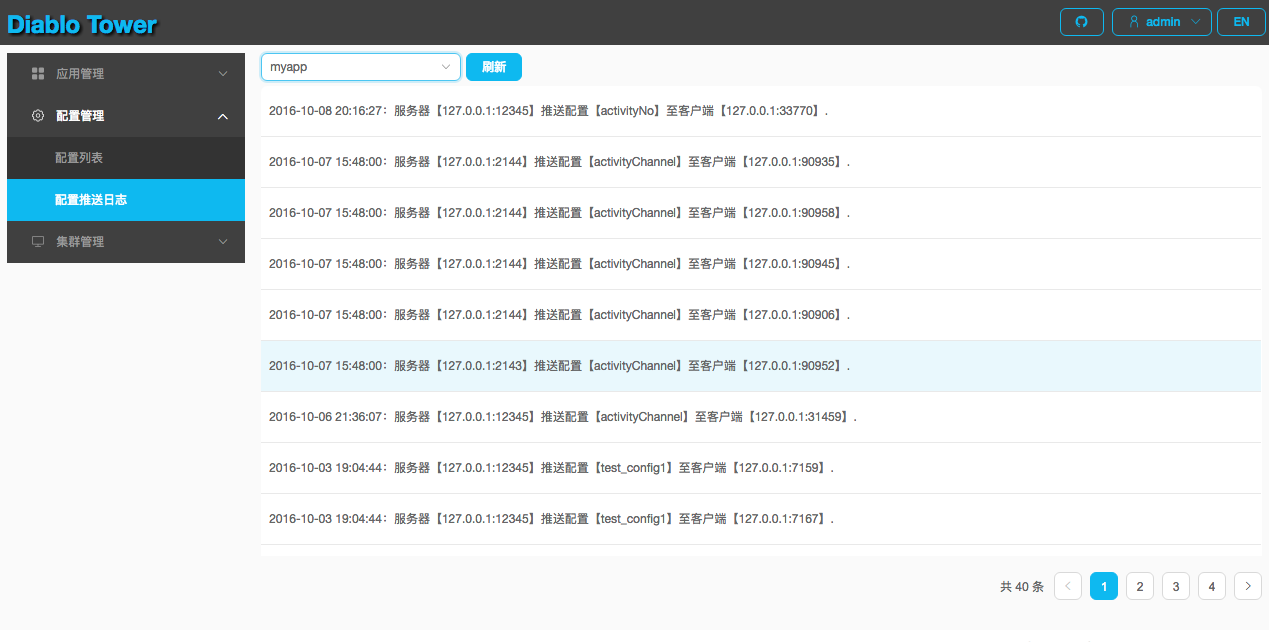 Diablo Tower
admin
EN
应用管理
配置管理
配置列表
配置推送日志
集群管理
myapp
刷新
2016-10-08 20:16:27：服务器【127.0.0.1:12345】推送配置【activityNo】至客户端【127.0.0.1:33770】.
2016-10-07 15:48:00：服务器【127.0.0.1:2144】推送配置【activityChannel】至客户端【127.0.0.1:90935】.
2016-10-07 15:48:00：服务器【127.0.0.1:2144】推送配置【activityChannel】至客户端【127.0.0.1:90958】.
2016-10-07 15:48:00：服务器【127.0.0.1:2144】推送配置【activityChannel】至客户端【127.0.0.1:90945】.
2016-10-07 15:48:00：服务器【127.0.0.1:2144】推送配置【activityChannel】至客户端【127.0.0.1:90906】.
2016-10-07 15:48:00：服务器【127.0.0.1:2143】推送配置【activityChannel】至客户端【127.0.0.1:90952】.
2016-10-06 21:36:07：服务器【127.0.0.1:12345】推送配置【activityChannel】至客户端【127.0.0.1:31459】.
2016-10-03 19:04:44：服务器【127.0.0.1:12345】推送配置【test_config1】至客户端【127.0.0.1:7159】.
2016-10-03 19:04:44：服务器【127.0.0.1:12345】推送配置【test_config1】至客户端【127.0.0.1:7167】.
共 40 条 < 1 2 3 4 >